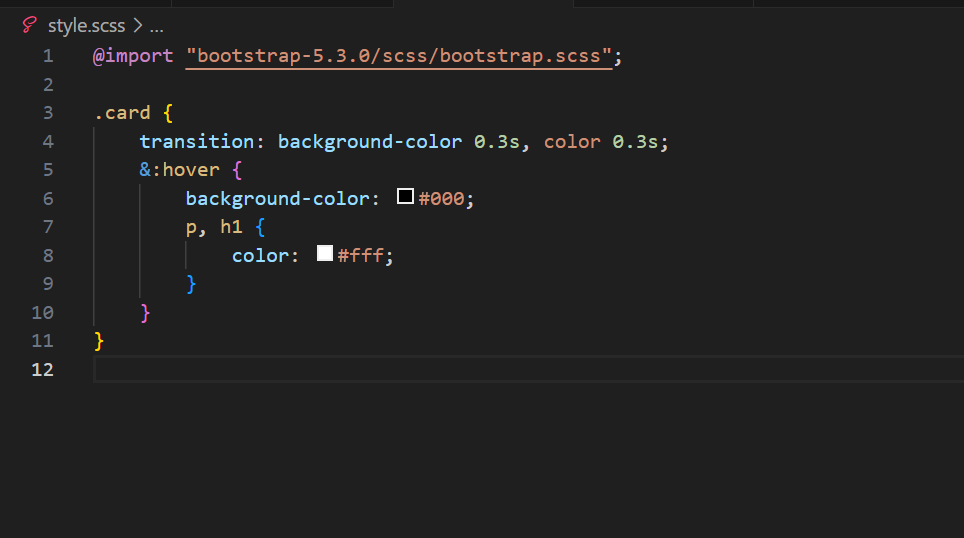 style.scss > ...
1 @import "bootstrap-5.3.0/scss/bootstrap.scss";
2
3 .card {
4     transition: background-color 0.3s, color 0.3s;
5     &:hover {
6         background-color: #000;
7         p, h1 {
8             color: #fff;
9         }
10     }
11 }
12